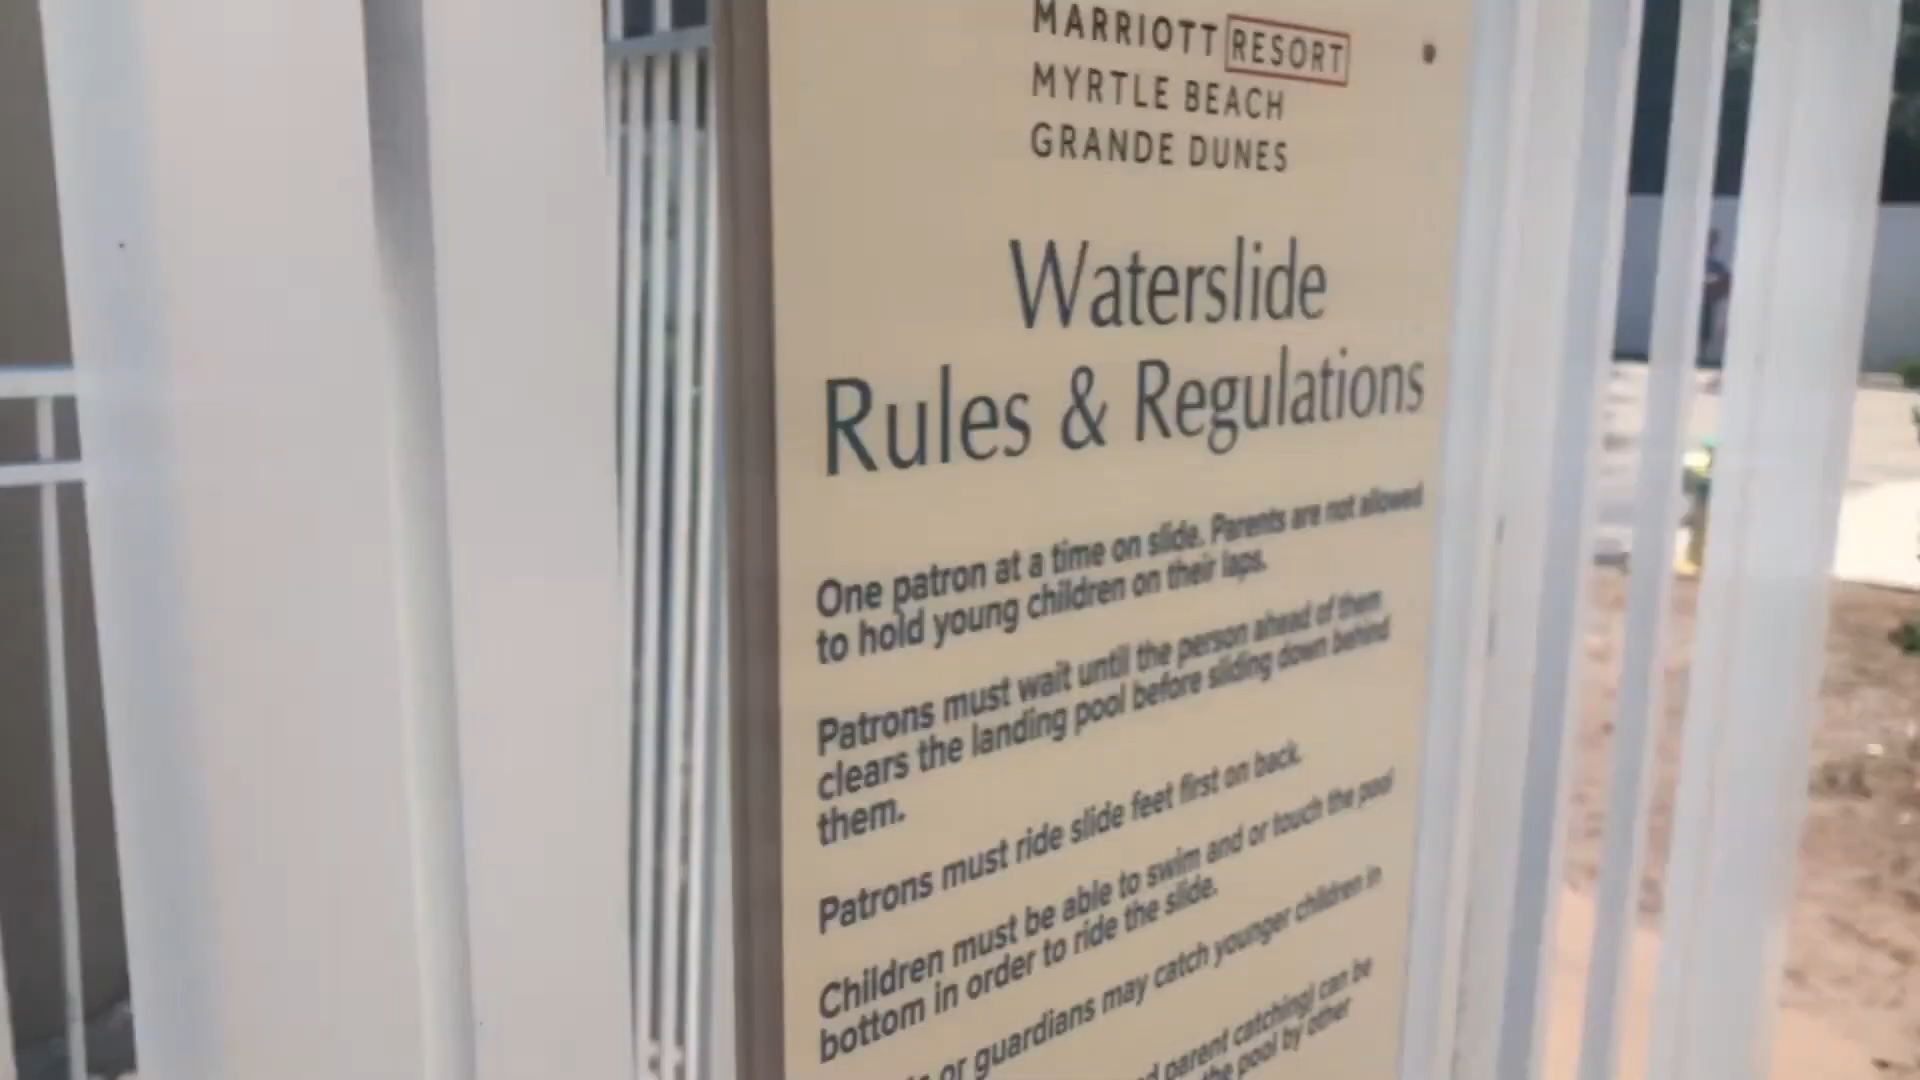 MARRIOTT RESORT
MYRTLE BEACH
GRANDE DUNES
Waterslide
Rules & Regulations
One patron at a time on slide. Parents are not allowed
to hold young children on their laps.
Patrons must wait until the person ahead of them
clears the landing pool before sliding down behind
them.
Patrons must ride slide feet first on back.
Children must be able to swim and or touch the pool
bottom in order to ride the slide.
or guardians may catch younger children in
parent catching) can be
the pool by other